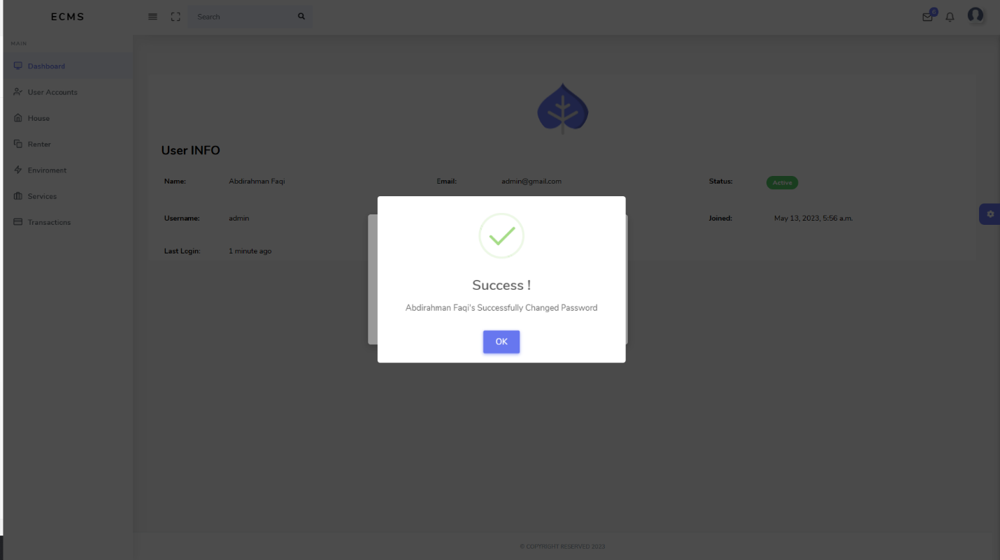 ECMS
Search
6
MAIN
Dashboard
User Accounts
House
Renter
Enviroment
Services
Transactions
User INFO
Name: Abdirahman Faqi Email: admin@gmail.com Status: Active
Username: admin Joined: May 13, 2023, 5:56 a.m.
Last Login: 1 minute ago
Success !
Abdirahman Faqi's Successfully Changed Password
OK
© COPYRIGHT RESERVED 2023